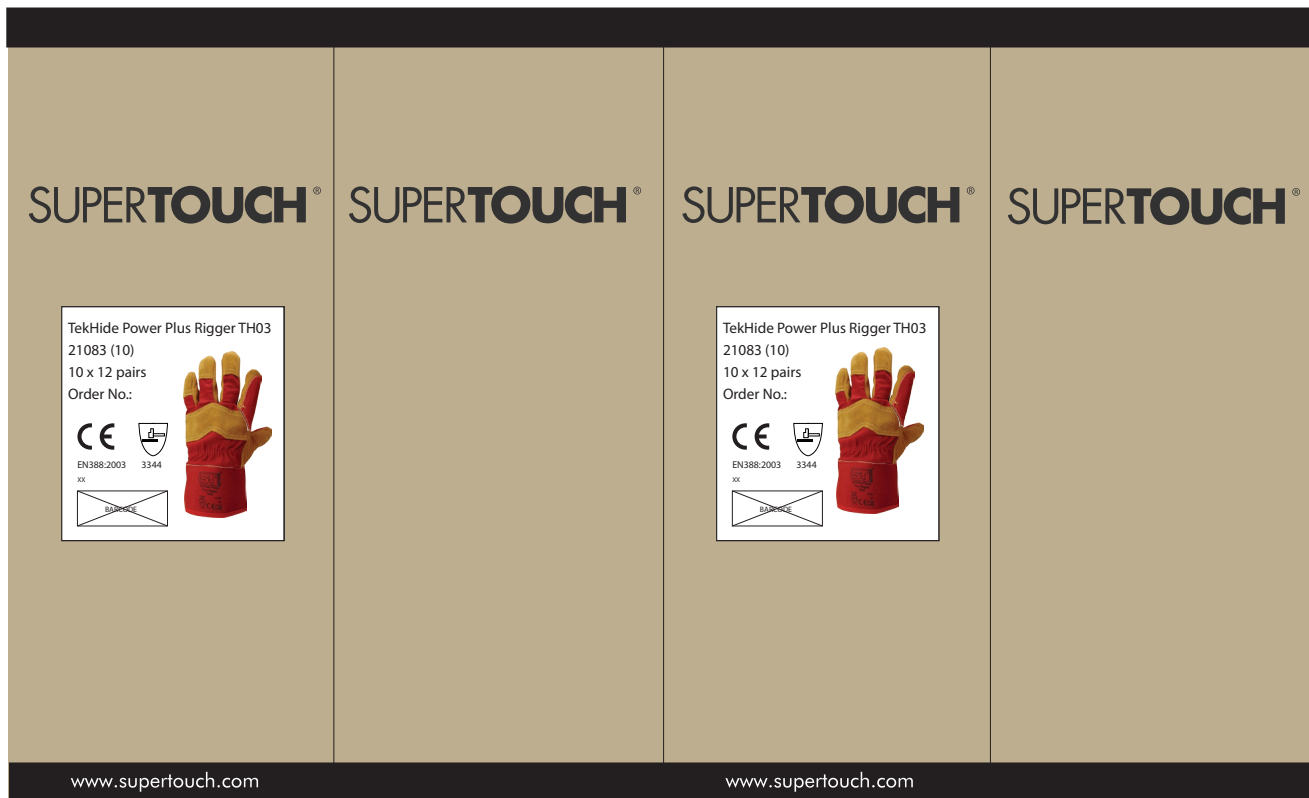 SUPERTOUCH®
SUPERTOUCH®
SUPERTOUCH®
SUPERTOUCH®
TekHide Power Plus Rigger TH03
21083 (10)
10 x 12 pairs
Order No.:
CE
EN388:2003 3344
xx
BARCODE
TekHide Power Plus Rigger TH03
21083 (10)
10 x 12 pairs
Order No.:
CE
EN388:2003 3344
xx
BARCODE
www.supertouch.com
www.supertouch.com